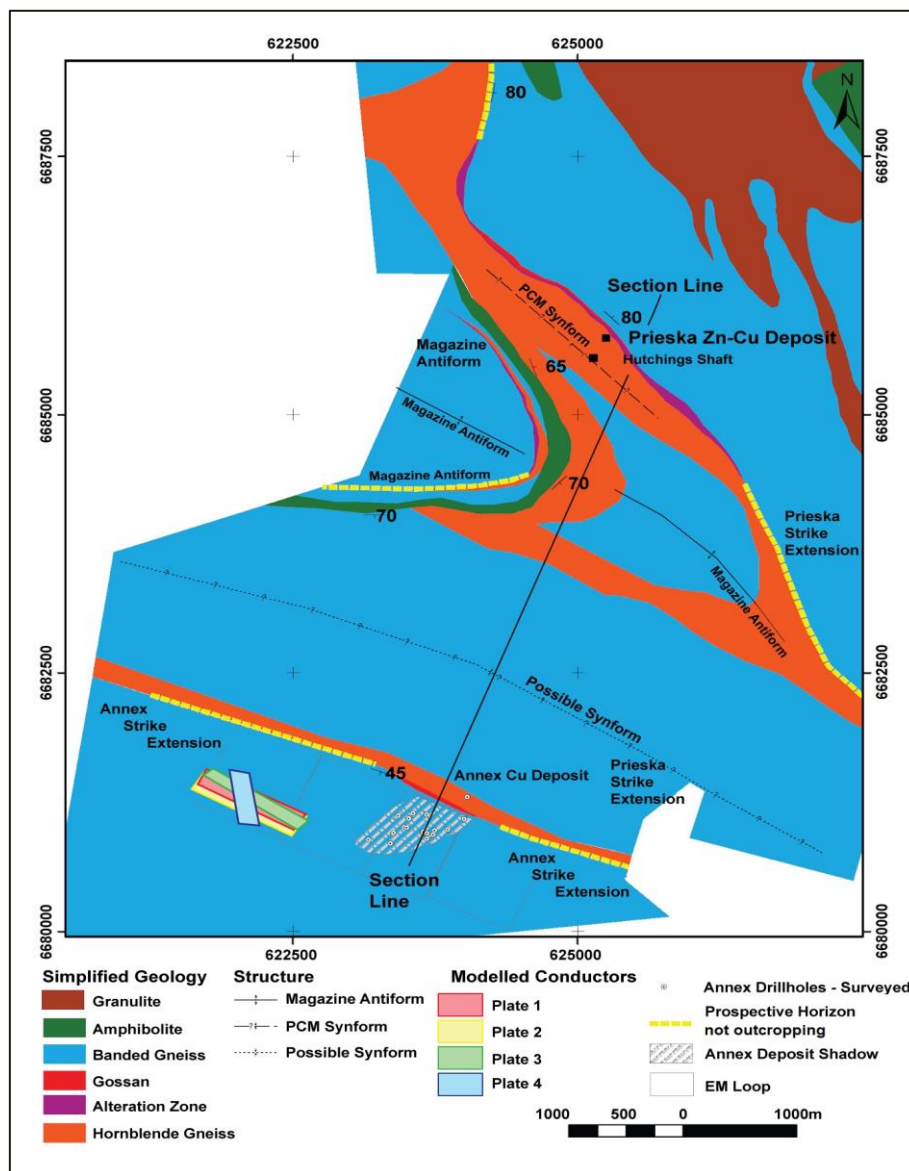 622500
625000
N
80
6687500
6687500
Section Line
PCM Synform
80
Prieska Zn-Cu Deposit
Hutchings Shaft
Magazine
Antiform
65
6685000
6685000
Magazine Antiform
Magazine Antiform
70
70
Prieska
Strike
Extension
Magazine Antiform
6682500
6682500
Possible Synform
Annex
Strike
Extension
Prieska
Strike
Extension
45
Annex Cu Deposit
Annex
Strike
Extension
Section
Line
6680000
6680000
622500
625000
Simplified Geology
Granulite
Amphibolite
Banded Gneiss
Gossan
Alteration Zone
Hornblende Gneiss
Structure
Magazine Antiform
PCM Synform
Possible Synform
Modelled Conductors
Plate 1
Plate 2
Plate 3
Plate 4
Annex Drillholes - Surveyed
Prospective Horizon
not outcropping
Annex Deposit Shadow
EM Loop
1000 500 0 1000m